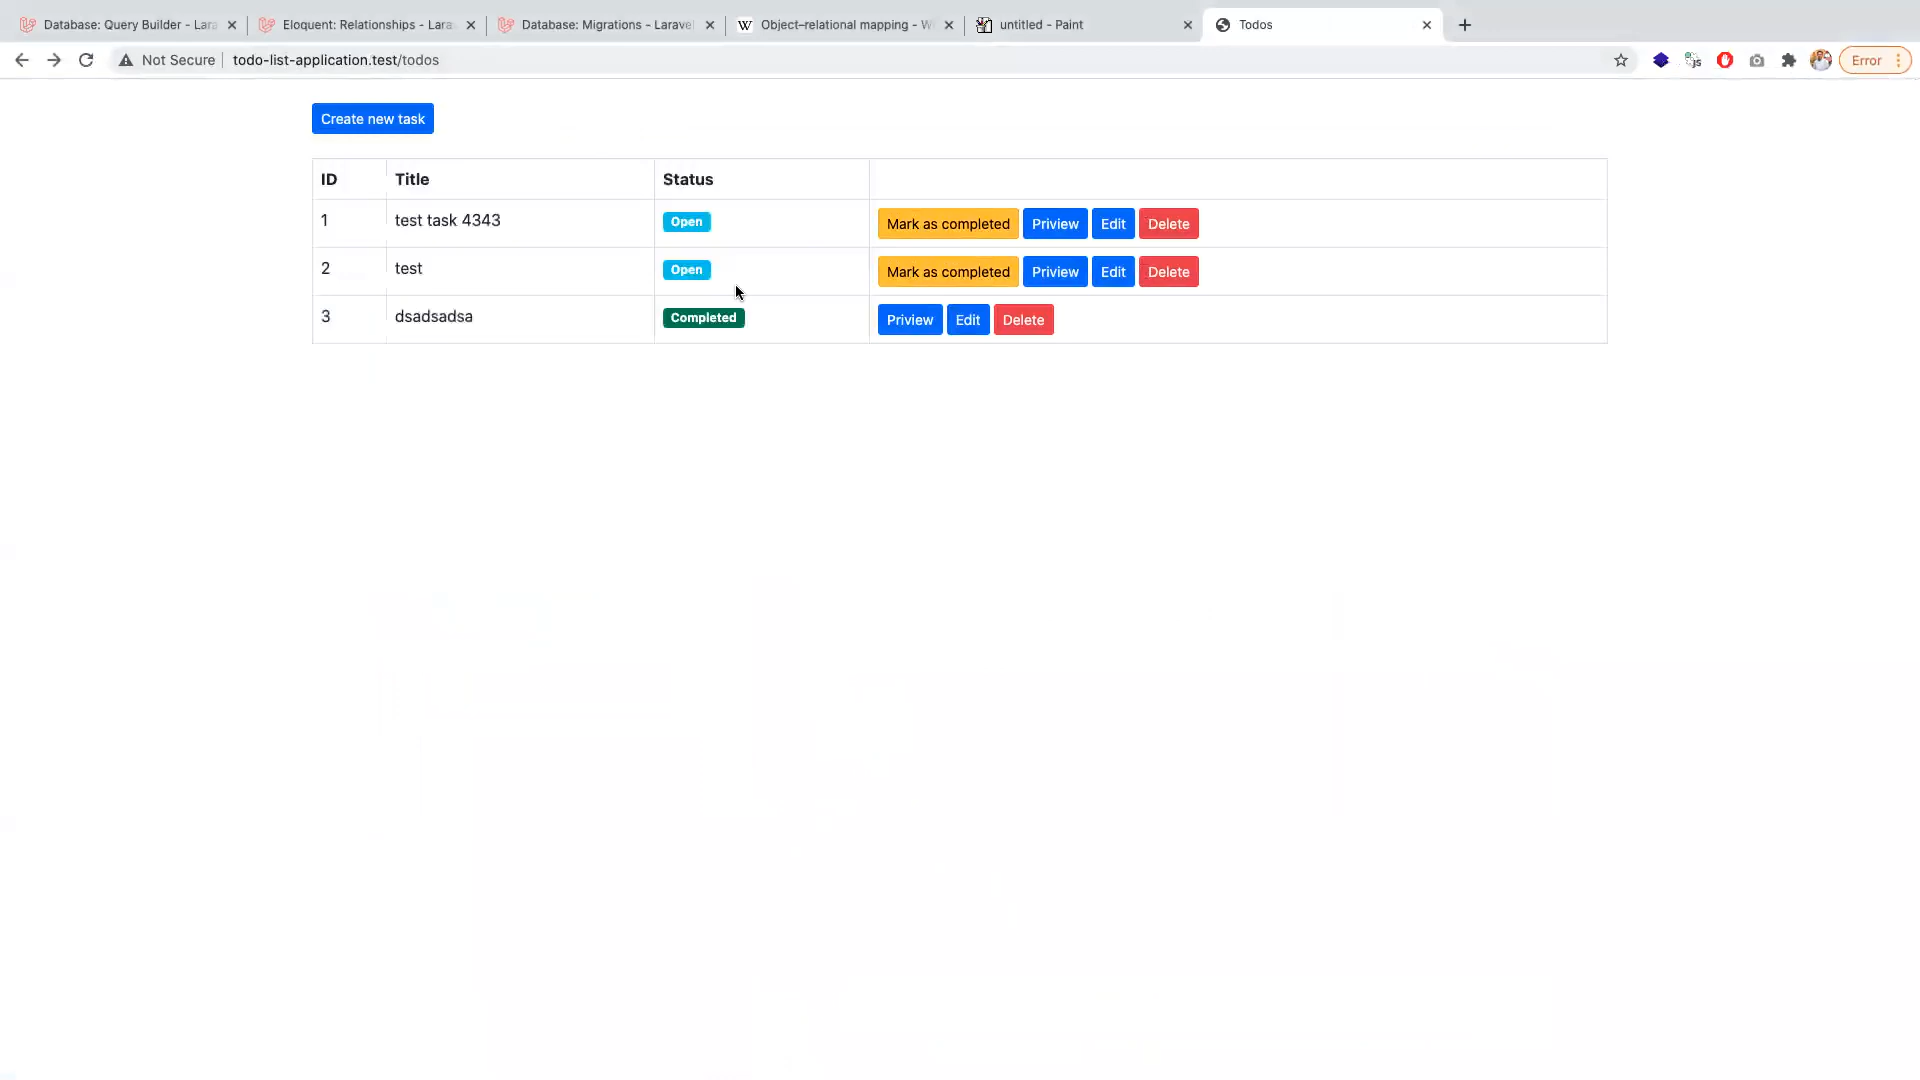 Database: Query Builder - Lara
Eloquent: Relationships - Lara
Database: Migrations - Laravel
W Object–relational mapping - W
untitled - Paint
Todos
Not Secure todo-list-application.test/todos
JS
Error
Create new task
ID Title Status
1 test task 4343 Open Mark as completed Priview Edit Delete
2 test Open Mark as completed Priview Edit Delete
3 dsadsadsa Completed Priview Edit Delete